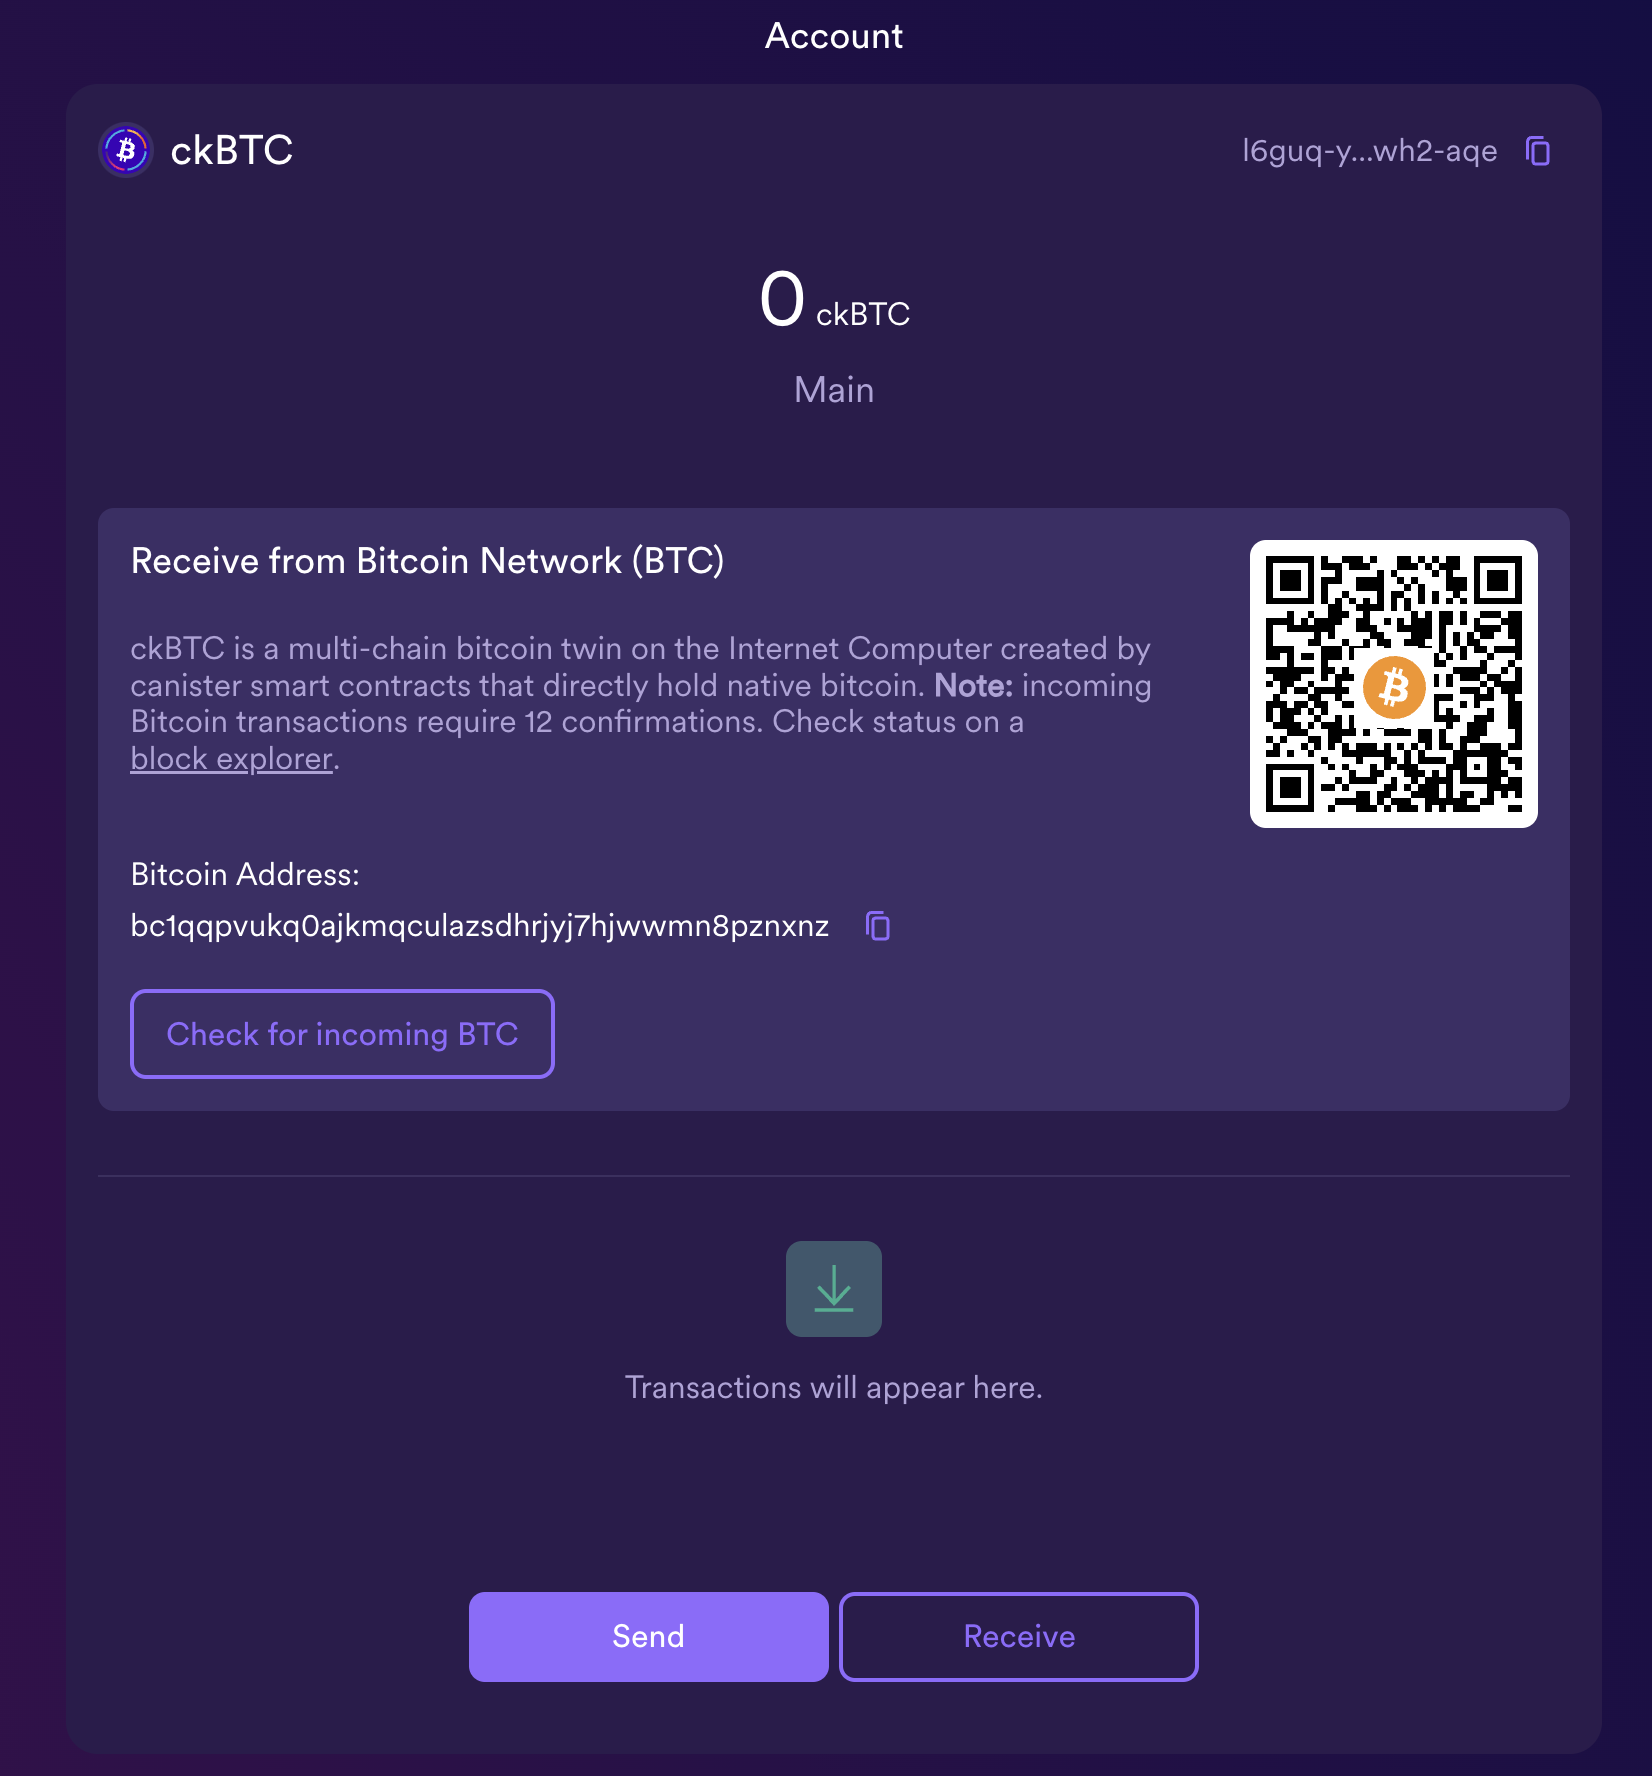 Account
ckBTC
l6guq-y...wh2-aqe
0 ckBTC
Main
Receive from Bitcoin Network (BTC)
ckBTC is a multi-chain bitcoin twin on the Internet Computer created by
canister smart contracts that directly hold native bitcoin. Note: incoming
Bitcoin transactions require 12 confirmations. Check status on a
block explorer.
Bitcoin Address:
bc1qqpvukq0ajkmqculazsdhrjyj7hjwwmn8pznxnz
Check for incoming BTC
Transactions will appear here.
Send
Receive